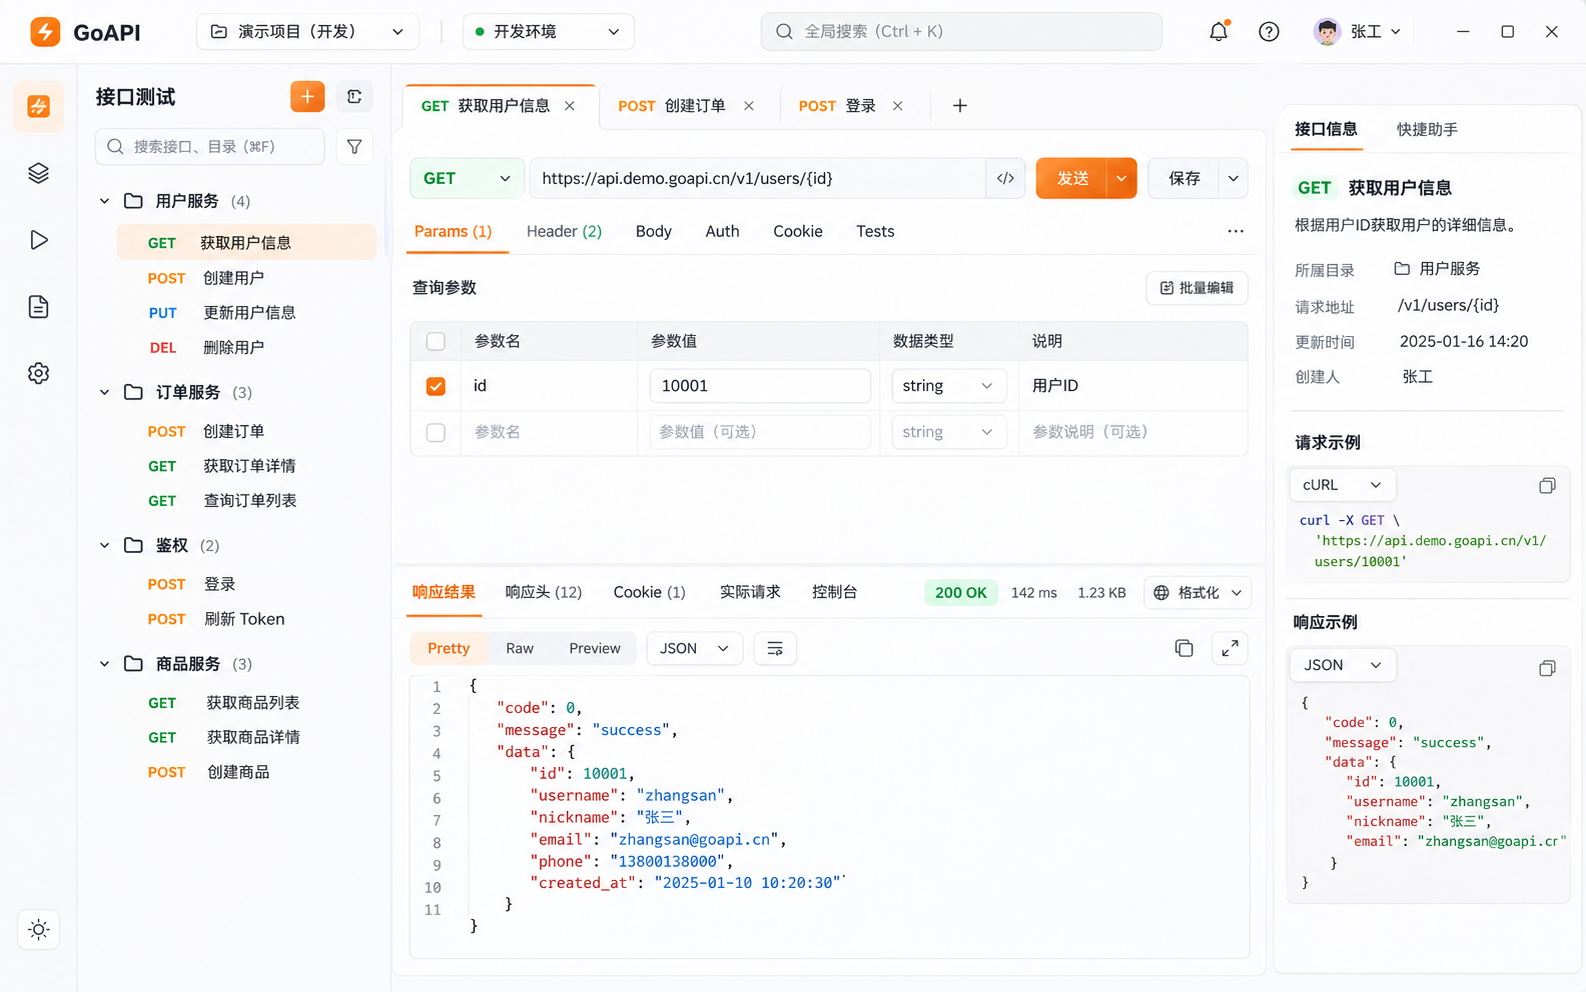 GoAPI
演示项目（开发）
开发环境
全局搜索（Ctrl + K）
张工
接口测试
搜索接口、目录（⌘F）
用户服务 (4)
GET 获取用户信息
POST 创建用户
PUT 更新用户信息
DEL 删除用户
订单服务 (3)
POST 创建订单
GET 获取订单详情
GET 查询订单列表
鉴权 (2)
POST 登录
POST 刷新 Token
商品服务 (3)
GET 获取商品列表
GET 获取商品详情
POST 创建商品
GET 获取用户信息
POST 创建订单
POST 登录
GET
https://api.demo.goapi.cn/v1/users/{id}
</>
发送
保存
Params (1) Header (2) Body Auth Cookie Tests
查询参数
批量编辑
参数名 参数值 数据类型 说明
id 10001 string 用户ID
参数名 参数值（可选） string 参数说明（可选）
响应结果 响应头 (12) Cookie (1) 实际请求 控制台
200 OK 142 ms 1.23 KB 格式化
Pretty Raw Preview JSON
1 {
2 "code": 0,
3 "message": "success",
4 "data": {
5 "id": 10001,
6 "username": "zhangsan",
7 "nickname": "张三",
8 "email": "zhangsan@goapi.cn",
9 "phone": "13800138000",
10 "created_at": "2025-01-10 10:20:30"
11 }
}
接口信息 快捷助手
GET 获取用户信息
根据用户ID获取用户的详细信息。
所属目录 用户服务
请求地址 /v1/users/{id}
更新时间 2025-01-16 14:20
创建人 张工
请求示例
cURL
curl -X GET \
'https://api.demo.goapi.cn/v1/
users/10001'
响应示例
JSON
{
"code": 0,
"message": "success",
"data": {
"id": 10001,
"username": "zhangsan",
"nickname": "张三",
"email": "zhangsan@goapi.cn"
}
}